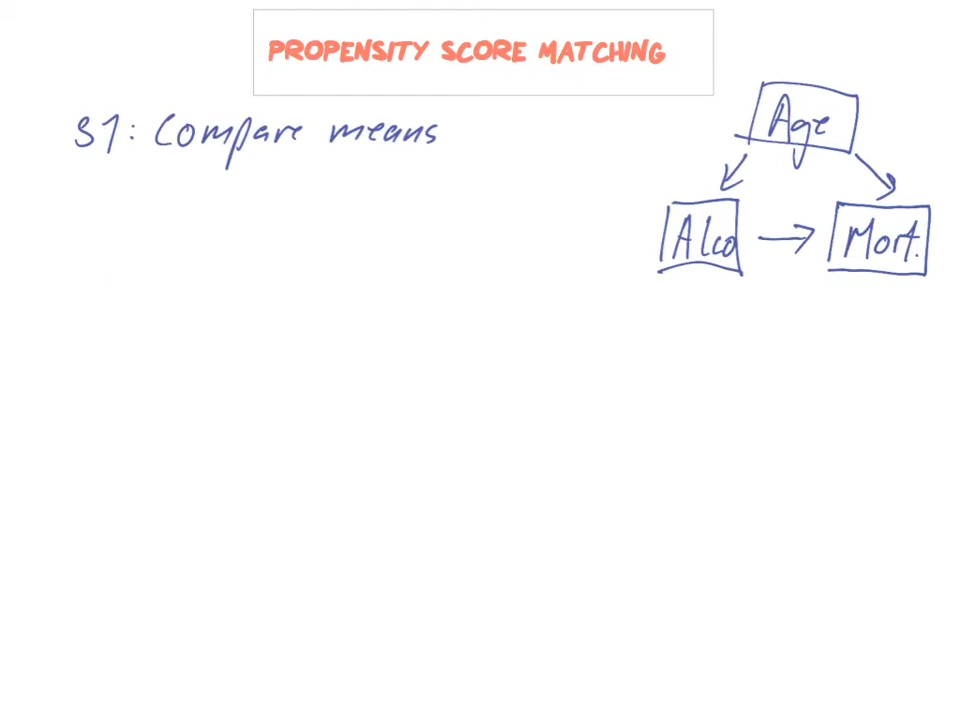 PROPENSITY SCORE MATCHING
S1: Compare means
Age
Alco
Mort.